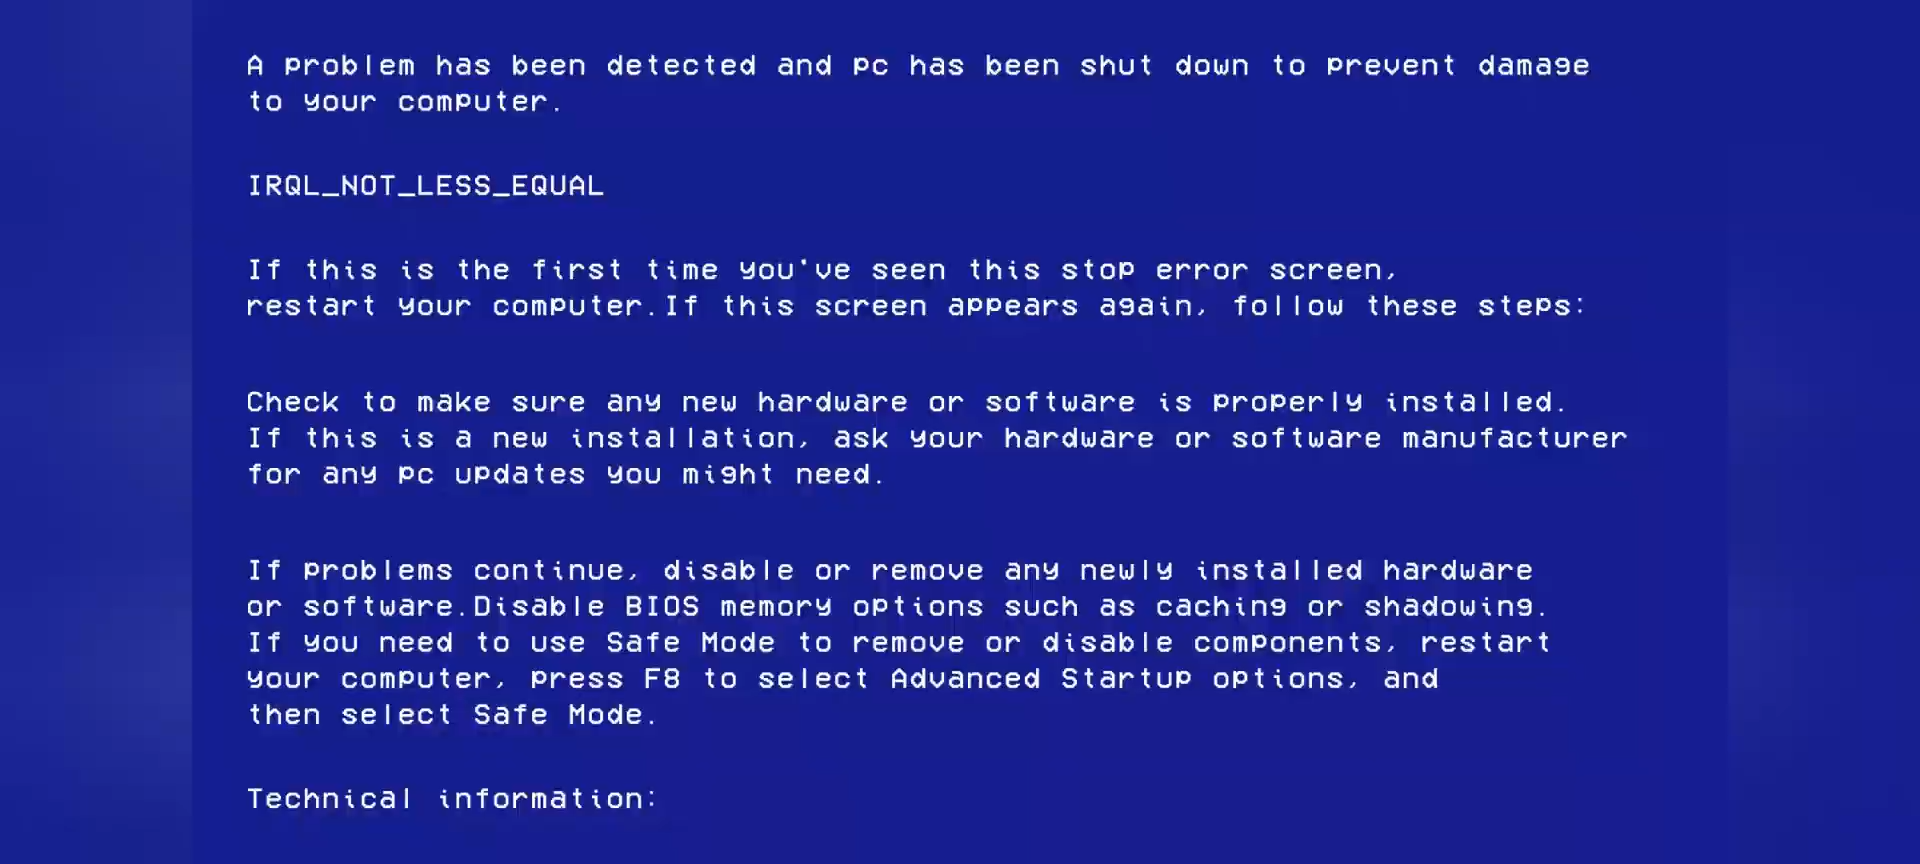 A problem has been detected and pc has been shut down to prevent damage
to your computer.
IRQL_NOT_LESS_EQUAL
If this is the first time you've seen this stop error screen,
restart your computer.If this screen appears again, follow these steps:
Check to make sure any new hardware or software is properly installed.
If this is a new installation, ask your hardware or software manufacturer
for any pc updates you might need.
If problems continue, disable or remove any newly installed hardware
or software.Disable BIOS memory options such as caching or shadowing.
If you need to use Safe Mode to remove or disable components, restart
your computer, press F8 to select Advanced Startup options, and
then select Safe Mode.
Technical information: